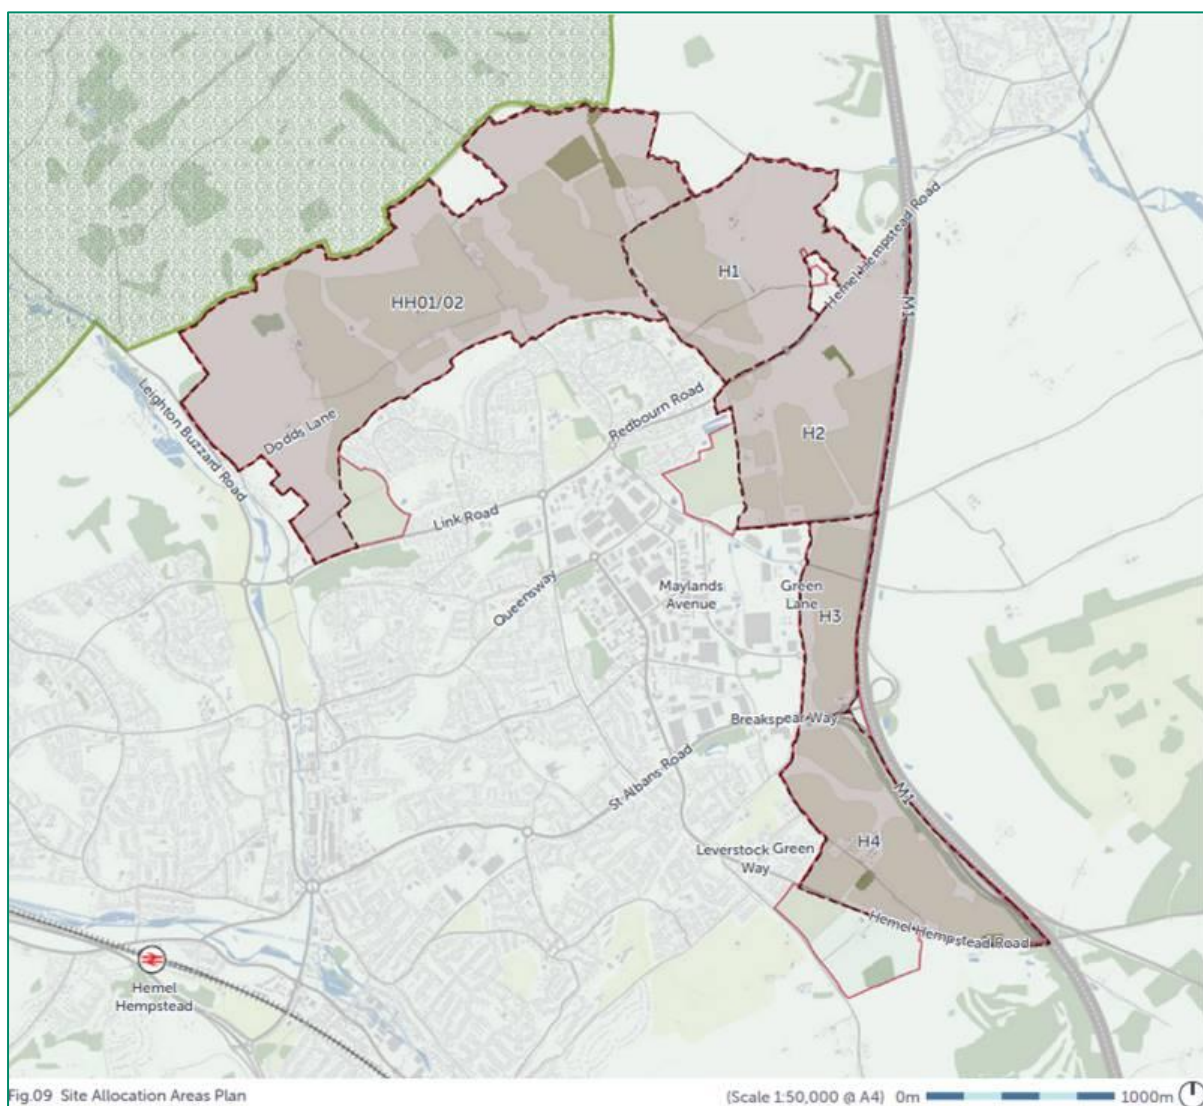 Hemel Hempstead Road
M1
H1
HH01/02
Leighton Buzzard Road
Dodds Lane
Redbourn Road
H2
Link Road
Queensway
Maylands
Avenue
Green
Lane
H3
Breakspear Way
St Albans Road
M1
H4
Leverstock Green
Way
Hemel Hempstead Road
Hemel
Hempstead
Fig.09 Site Allocation Areas Plan
(Scale 1:50,000 @ A4) 0m 1000m